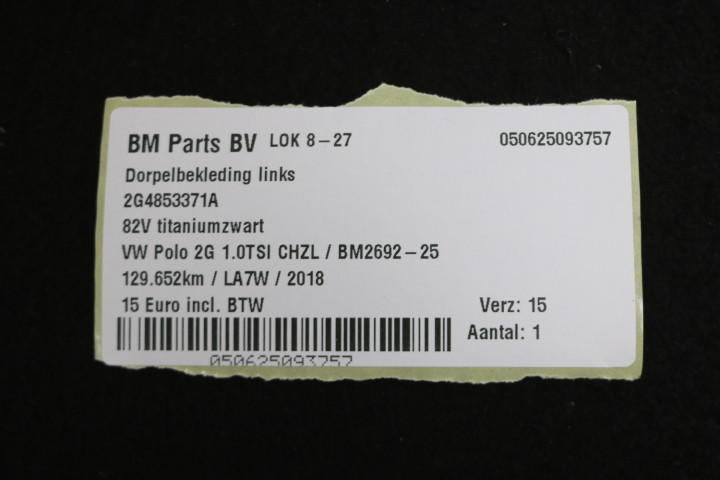 BM Parts BV LOK 8-27 050625093757
Dorpelbekleding links
2G4853371A
82V titaniumzwart
VW Polo 2G 1.0TSI CHZL / BM2692-25
129.652km / LA7W / 2018
15 Euro incl. BTW Verz: 15
Aantal: 1
050625093757